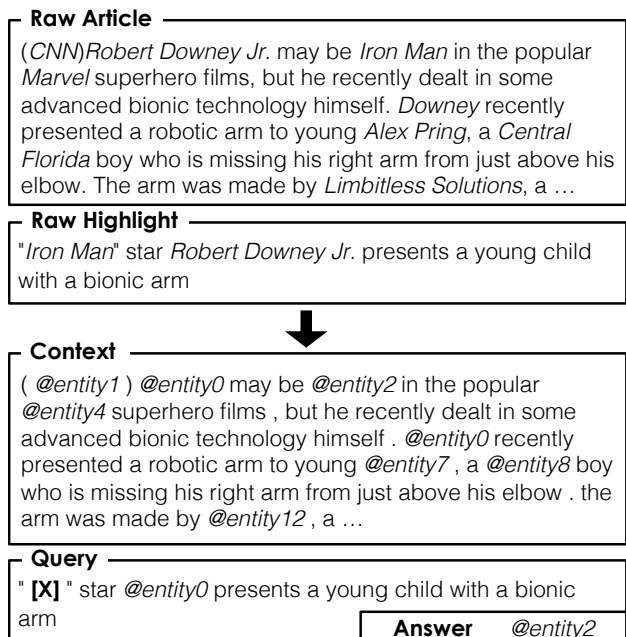 Raw Article
(CNN)Robert Downey Jr. may be Iron Man in the popular
Marvel superhero films, but he recently dealt in some
advanced bionic technology himself. Downey recently
presented a robotic arm to young Alex Pring, a Central
Florida boy who is missing his right arm from just above his
elbow. The arm was made by Limbitless Solutions, a …
Raw Highlight
"Iron Man" star Robert Downey Jr. presents a young child
with a bionic arm
Context
( @entity1 ) @entity0 may be @entity2 in the popular
@entity4 superhero films , but he recently dealt in some
advanced bionic technology himself . @entity0 recently
presented a robotic arm to young @entity7 , a @entity8 boy
who is missing his right arm from just above his elbow . the
arm was made by @entity12 , a …
Query
" [X] " star @entity0 presents a young child with a bionic
arm
Answer @entity2